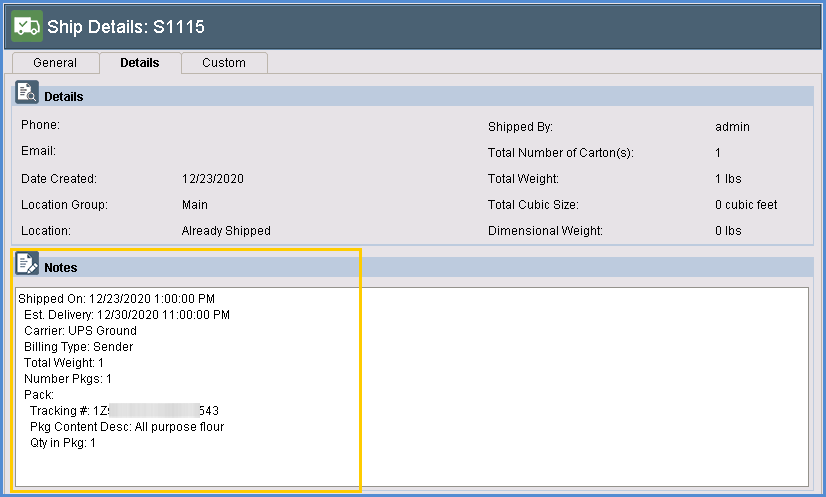 Ship Details: S1115
General Details Custom
Details
Phone:
Email:
Date Created: 12/23/2020
Location Group: Main
Location: Already Shipped
Shipped By: admin
Total Number of Carton(s): 1
Total Weight: 1 lbs
Total Cubic Size: 0 cubic feet
Dimensional Weight: 0 lbs
Notes
Shipped On: 12/23/2020 1:00:00 PM
Est. Delivery: 12/30/2020 11:00:00 PM
Carrier: UPS Ground
Billing Type: Sender
Total Weight: 1
Number Pkgs: 1
Pack:
Tracking #: 543
Pkg Content Desc: All purpose flour
Qty in Pkg: 1